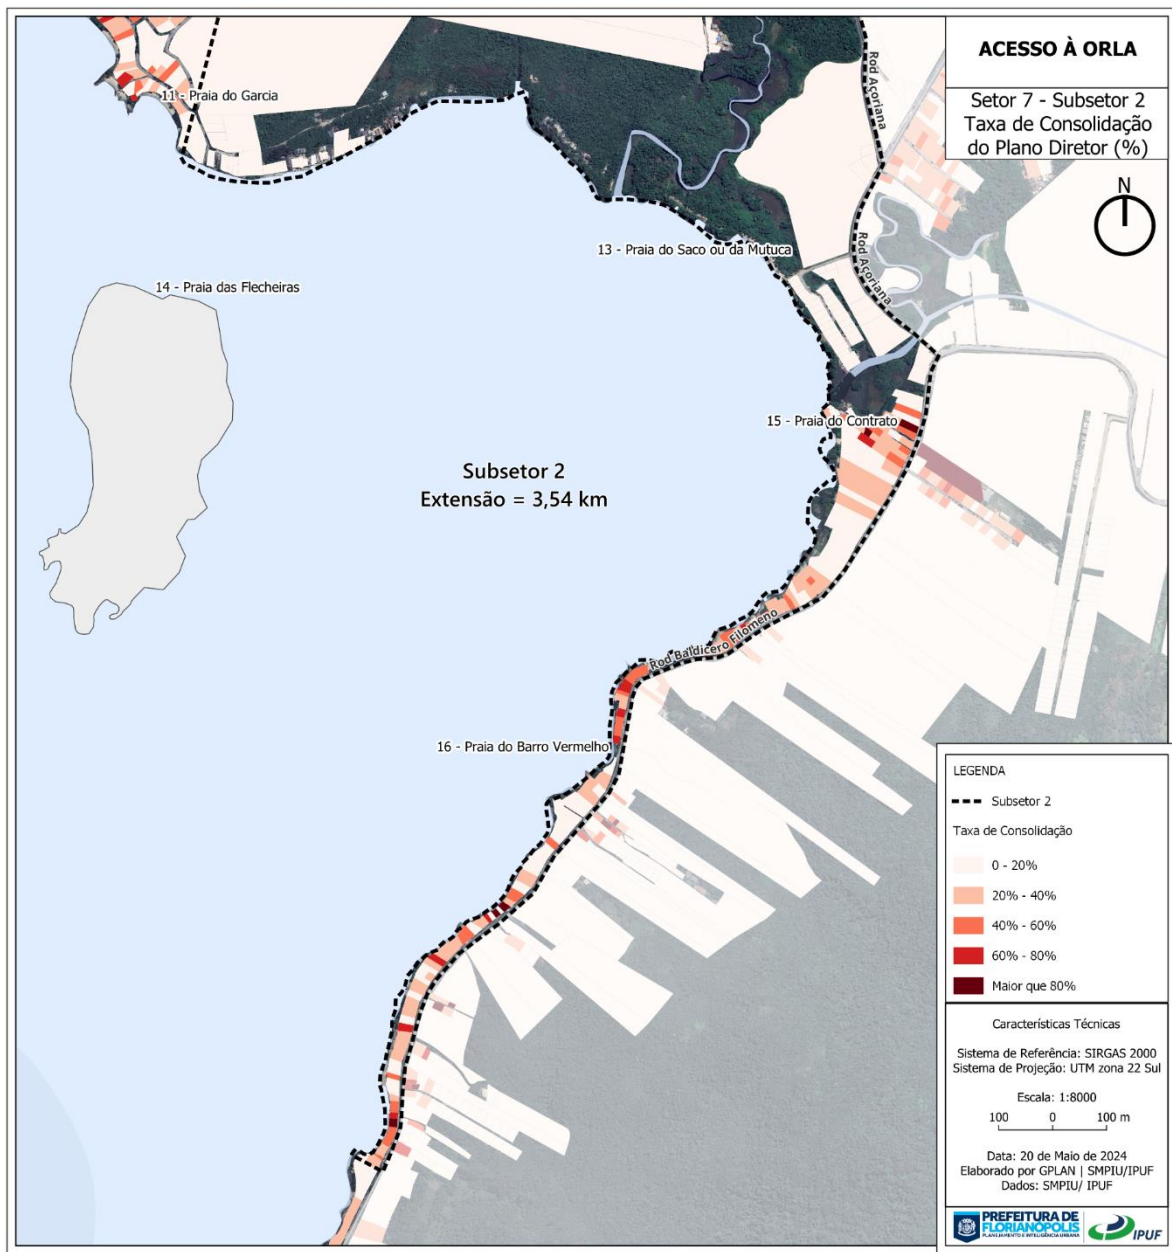 ACESSO À ORLA
Setor 7 - Subsetor 2
Taxa de Consolidação
do Plano Diretor (%)
N
Rod Açoriana
Rod Açoriana
11 - Praia do Garcia
13 - Praia do Saco ou da Mutuca
14 - Praia das Flecheiras
15 - Praia do Contrato
Subsetor 2
Extensão = 3,54 km
Rod Baldicero Filomeno
16 - Praia do Barro Vermelho
LEGENDA
Subsetor 2
Taxa de Consolidação
0 - 20%
20% - 40%
40% - 60%
60% - 80%
Maior que 80%
Características Técnicas
Sistema de Referência: SIRGAS 2000
Sistema de Projeção: UTM zona 22 Sul
Escala: 1:8000
100 0 100 m
Data: 20 de Maio de 2024
Elaborado por GPLAN | SMPIU/IPUF
Dados: SMPIU/ IPUF
PREFEITURA DE
FLORIANÓPOLIS
PLANEJAMENTO E INTELIGÊNCIA URBANA
IPUF